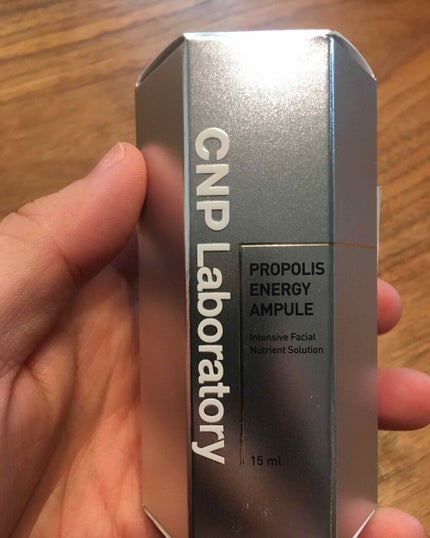 CNP Laboratory
PROPOLIS
ENERGY
AMPULE
Intensive Facial
Nutrient Solution
15 ml